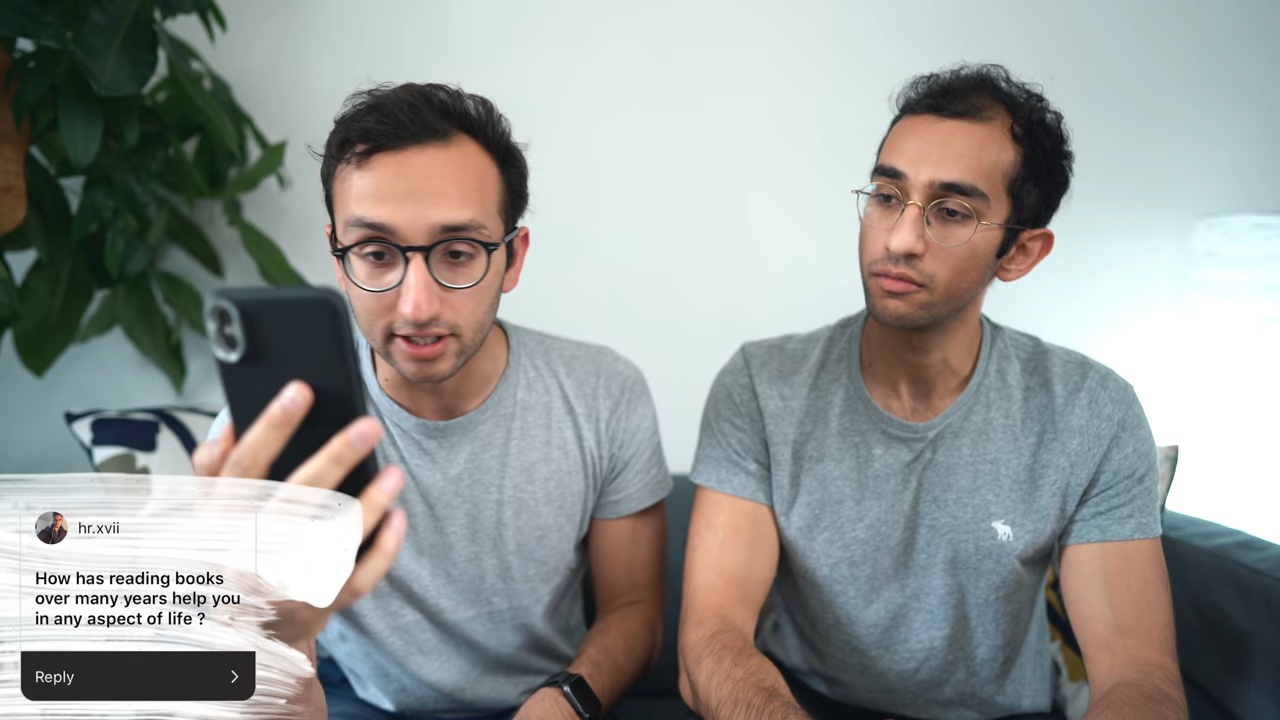 hr.xvii
How has reading books
over many years help you
in any aspect of life ?
Reply